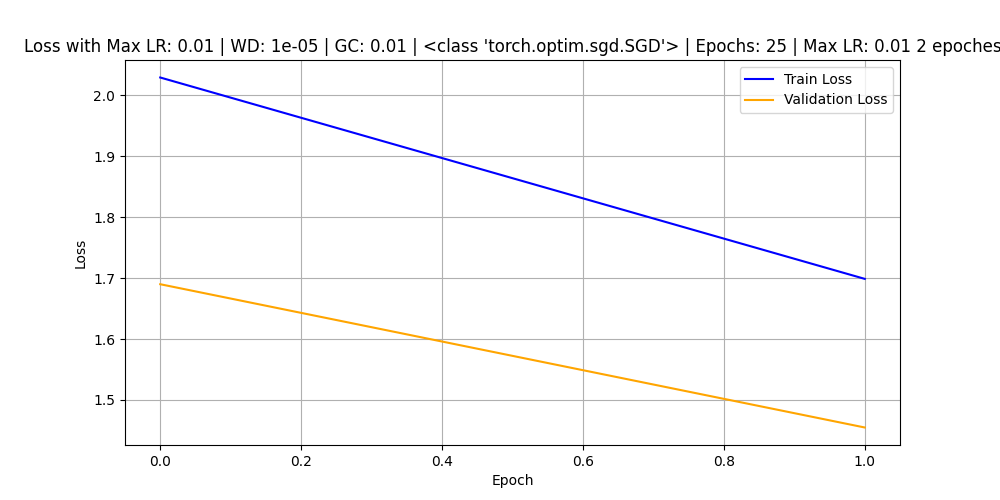 Loss with Max LR: 0.01 | WD: 1e-05 | GC: 0.01 | <class 'torch.optim.sgd.SGD'> | Epochs: 25 | Max LR: 0.01 2 epoches
Train Loss
Validation Loss
2.0
1.9
1.8
1.7
1.6
1.5
Loss
0.0 0.2 0.4 0.6 0.8 1.0
Epoch